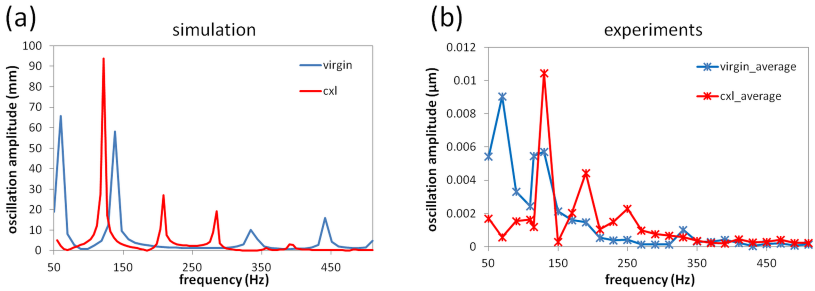 (a)
simulation
oscillation amplitude (mm)
100
90
80
70
60
50
40
30
20
10
0
virgin
cxl
50
150
250
350
450
frequency (Hz)
(b)
experiments
oscillation amplitude (µm)
0.012
0.01
0.008
0.006
0.004
0.002
0
virgin_average
cxl_average
50
150
250
350
450
frequency (Hz)